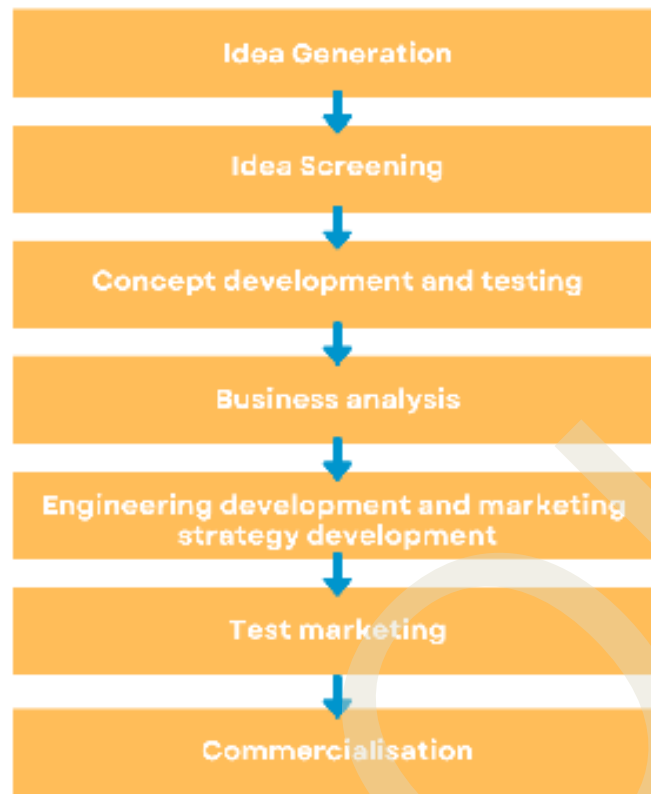 Idea Generation
Idea Screening
Concept development and testing
Business analysis
Engineering development and marketing
strategy development
Test marketing
Commercialisation